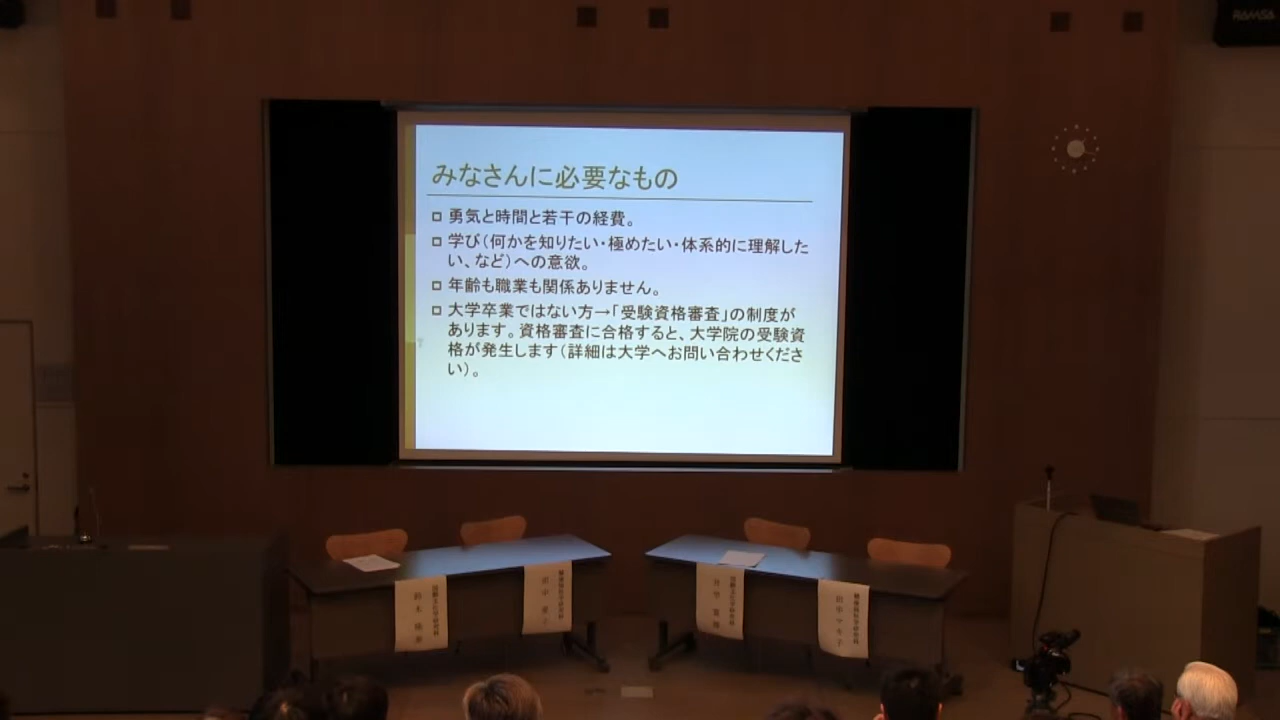 みなさんに必要なもの
勇気と時間と若干の経費。
学び(何かを知りたい・極めたい・体系的に理解した
い、など)への意欲。
年齢も職業も関係ありません。
大学卒業ではない方→「受験資格審査」の制度が
あります。資格審査に合格すると、大学院の受験資
格が発生します(詳細は大学へお問い合わせくださ
い)。
RAMSA